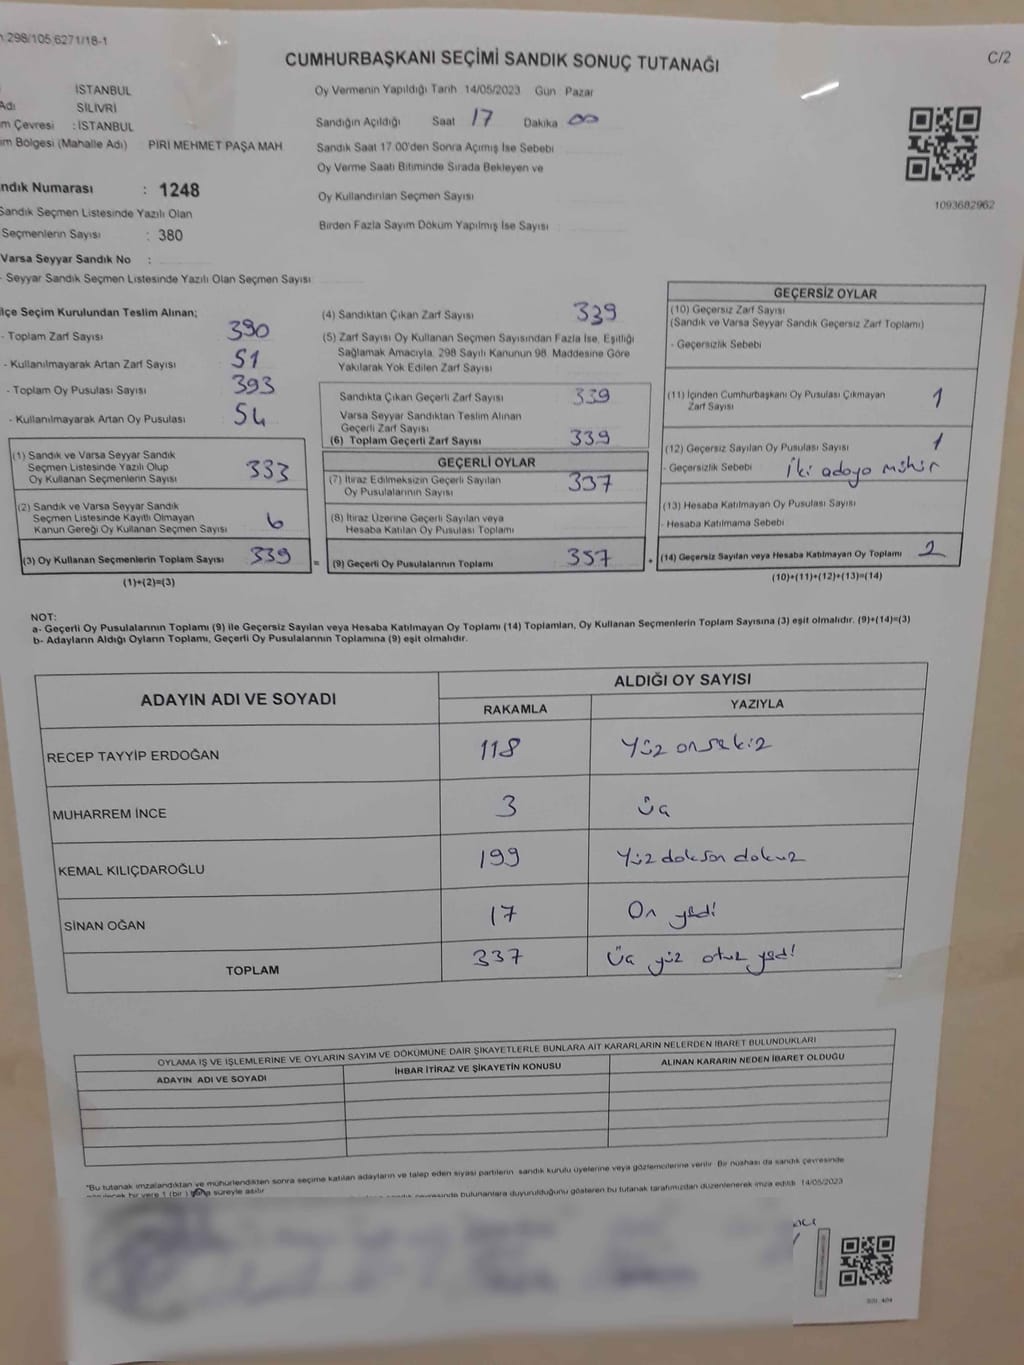 298/105,6271/18-1
CUMHURBAŞKANI SEÇİMİ SANDIK SONUÇ TUTANAĞI
C/2
İSTANBUL
Adı SİLİVRİ
m Çevresi : İSTANBUL
im Bölgesi (Mahalle Adı) PİRİ MEHMET PAŞA MAH
ndık Numarası : 1248
Sandık Seçmen Listesinde Yazılı Olan
Seçmenlerin Sayısı : 380
Varsa Seyyar Sandık No :
- Seyyar Sandık Seçmen Listesinde Yazılı Olan Seçmen Sayısı
Oy Vermenin Yapıldığı Tarih 14/05/2023 Gün Pazar
Sandığın Açıldığı Saat 17 Dakika 00
Sandık Saat 17.00'den Sonra Açımış İse Sebebi
Oy Verme Saati Bitiminde Sırada Bekleyen ve
Oy Kullandırılan Seçmen Sayısı
Birden Fazla Sayım Döküm Yapılmış İse Sayısı
1093682962
lçe Seçim Kurulundan Teslim Alınan;
- Toplam Zarf Sayısı 390
- Kullanılmayarak Artan Zarf Sayısı 51
- Toplam Oy Pusulası Sayısı 393
- Kullanılmayarak Artan Oy Pusulası 54
(1) Sandık ve Varsa Seyyar Sandık
Seçmen Listesinde Yazılı Olup
Oy Kullanan Seçmenlerin Sayısı 333
(2) Sandık ve Varsa Seyyar Sandık
Seçmen Listesinde Kayıtlı Olmayan
Kanun Gereği Oy Kullanan Seçmen Sayısı 6
(3) Oy Kullanan Seçmenlerin Toplam Sayısı 339 =
(1)+(2)=(3)
(4) Sandıktan Çıkan Zarf Sayısı 339
(5) Zarf Sayısı Oy Kullanan Seçmen Sayısından Fazla İse, Eşitliği
Sağlamak Amacıyla, 298 Sayılı Kanunun 98. Maddesine Göre
Yakılarak Yok Edilen Zarf Sayısı
Sandıkta Çıkan Geçerli Zarf Sayısı 339
Varsa Seyyar Sandıktan Teslim Alınan
Geçerli Zarf Sayısı
(6) Toplam Geçerli Zarf Sayısı 339
GEÇERLİ OYLAR
(7) İtiraz Edilmeksizin Geçerli Sayılan
Oy Pusulalarının Sayısı 337
(8) İtiraz Üzerine Geçerli Sayılan veya
Hesaba Katılan Oy Pusulası Toplamı
(9) Geçerli Oy Pusulalarının Toplamı 357 +
GEÇERSİZ OYLAR
(10) Geçersiz Zarf Sayısı
(Sandık ve Varsa Seyyar Sandık Geçersiz Zarf Toplamı)
- Geçersizlik Sebebi
(11) İçinden Cumhurbaşkanı Oy Pusulası Çıkmayan
Zarf Sayısı 1
(12) Geçersiz Sayılan Oy Pusulası Sayısı 1
- Geçersizlik Sebebi İki adaya mühür
(13) Hesaba Katılmayan Oy Pusulası Sayısı
- Hesaba Katılmama Sebebi
(14) Geçersiz Sayılan veya Hesaba Katılmayan Oy Toplamı 2
(10)+(11)+(12)+(13)=(14)
NOT:
a- Geçerli Oy Pusulalarının Toplamı (9) ile Geçersiz Sayılan veya Hesaba Katılmayan Oy Toplamı (14) Toplamları, Oy Kullanan Seçmenlerin Toplam Sayısına (3) eşit olmalıdır. (9)+(14)=(3)
b- Adayların Aldığı Oyların Toplamı, Geçerli Oy Pusulalarının Toplamına (9) eşit olmalıdır.
ADAYIN ADI VE SOYADI ALDIĞI OY SAYISI
RAKAMLA YAZIYLA
RECEP TAYYİP ERDOĞAN 118 Yüz onsekiz
MUHARREM İNCE 3 üç
KEMAL KILIÇDAROĞLU 199 Yüz doksan dokuz
SİNAN OĞAN 17 On yedi
TOPLAM 337 üç yüz otuz yedi
OYLAMA İŞ VE İŞLEMLERİNE VE OYLARIN SAYIM VE DÖKÜMÜNE DAİR ŞİKAYETLERLE BUNLARA AİT KARARLARIN NELERDEN İBARET BULUNDUKLARI
ADAYIN ADI VE SOYADI İHBAR İTİRAZ VE ŞİKAYETİN KONUSU ALINAN KARARIN NEDEN İBARET OLDUĞU
*Bu tutanak imzalandıktan ve mühürlendikten sonra seçime katılan adayların ve talep eden siyasi partilerin sandık kurulu üyelerine veya gözlemcilerine verilir. Bir nüshası da sandık çevresinde
bir yere 1 (bir) süreyle asılır
bulunanlara duyurulduğunu gösteren bu tutanak tarafımızdan düzenlenerek imza edildi. 14/05/2023